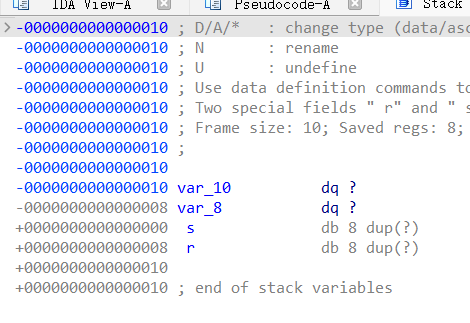 IDA View-A Pseudocode-A Stack
-0000000000000010 ; D/A/* : change type (data/asc
-0000000000000010 ; N : rename
-0000000000000010 ; U : undefine
-0000000000000010 ; Use data definition commands to
-0000000000000010 ; Two special fields " r" and " s
-0000000000000010 ; Frame size: 10; Saved regs: 8;
-0000000000000010 ;
-0000000000000010
-0000000000000010 var_10 dq ?
-0000000000000008 var_8 dq ?
+0000000000000000 s db 8 dup(?)
+0000000000000008 r db 8 dup(?)
+0000000000000010
+0000000000000010 ; end of stack variables